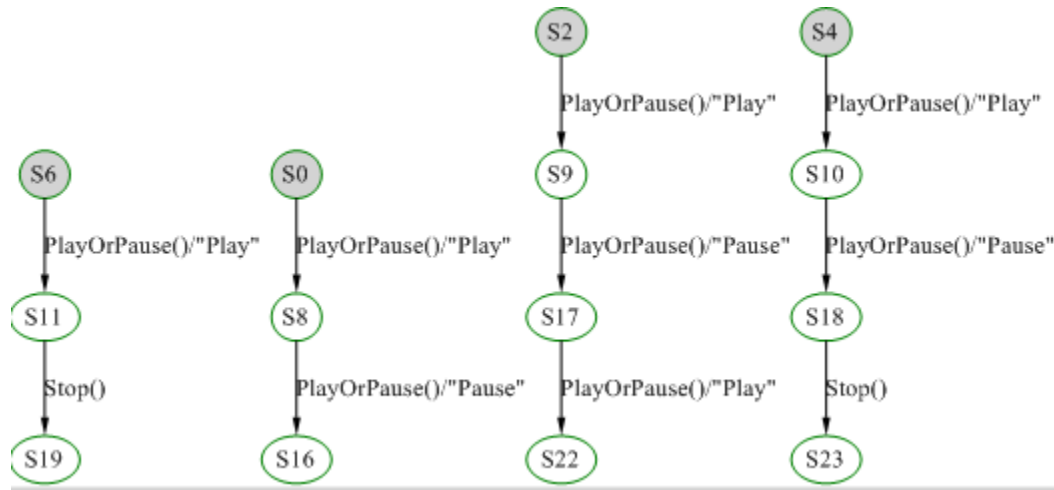 S2 S4
PlayOrPause()/"Play" PlayOrPause()/"Play"
S6 S0 S9 S10
PlayOrPause()/"Play" PlayOrPause()/"Play" PlayOrPause()/"Pause" PlayOrPause()/"Pause"
S11 S8 S17 S18
Stop() PlayOrPause()/"Pause" PlayOrPause()/"Play" Stop()
S19 S16 S22 S23